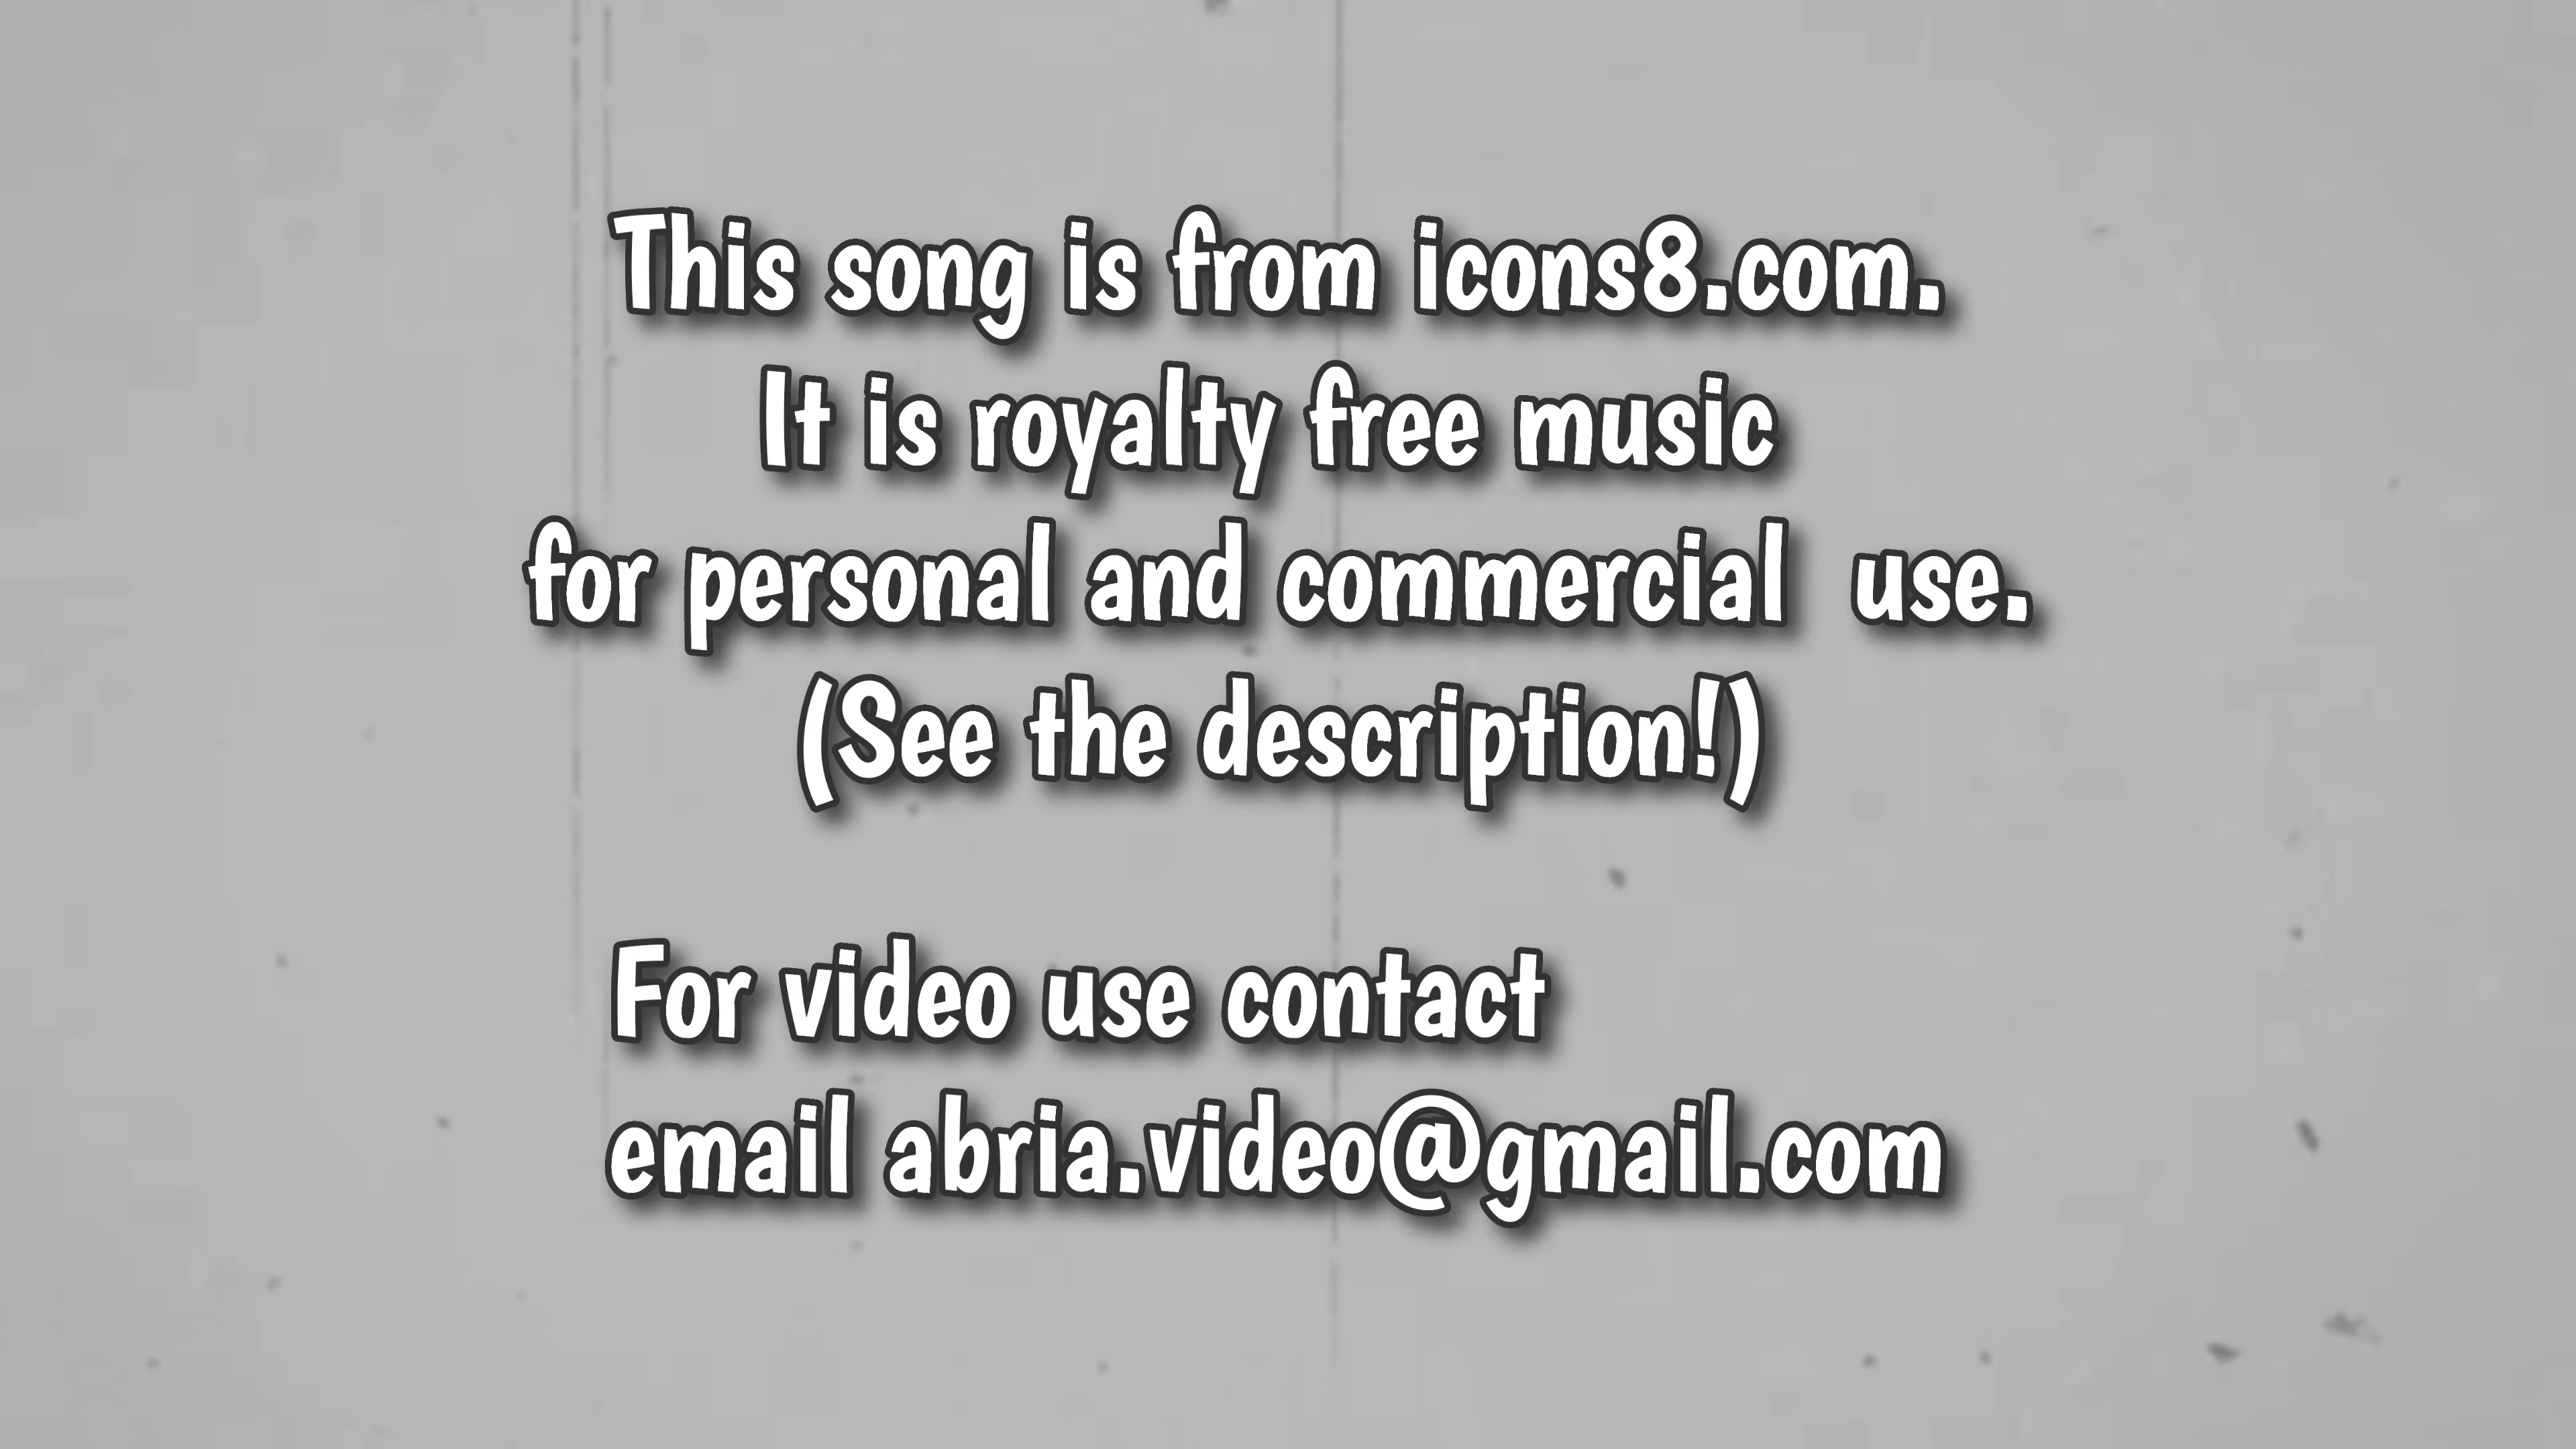 This song is from icons8.com.
It is royalty free music
for personal and commercial  use.
(See the description!)
For video use contact
email abria.video@gmail.com